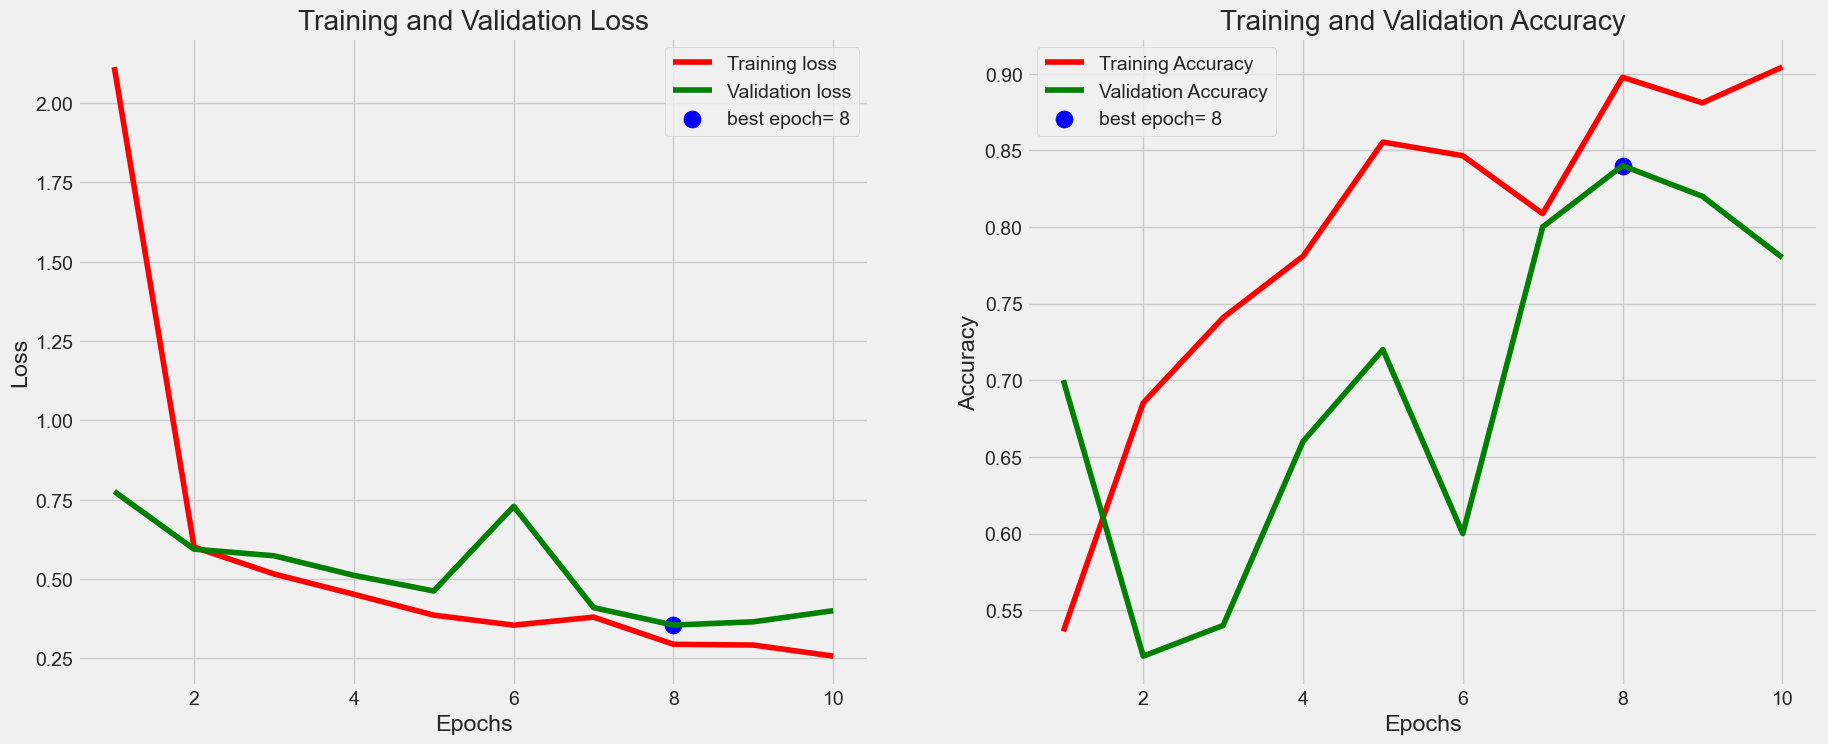 Training and Validation Loss
Training loss
Validation loss
best epoch= 8
2.00
1.75
1.50
1.25
1.00
0.75
0.50
0.25
Loss
2
4
6
8
10
Epochs
Training and Validation Accuracy
Training Accuracy
Validation Accuracy
best epoch= 8
0.90
0.85
0.80
0.75
0.70
0.65
0.60
0.55
Accuracy
2
4
6
8
10
Epochs